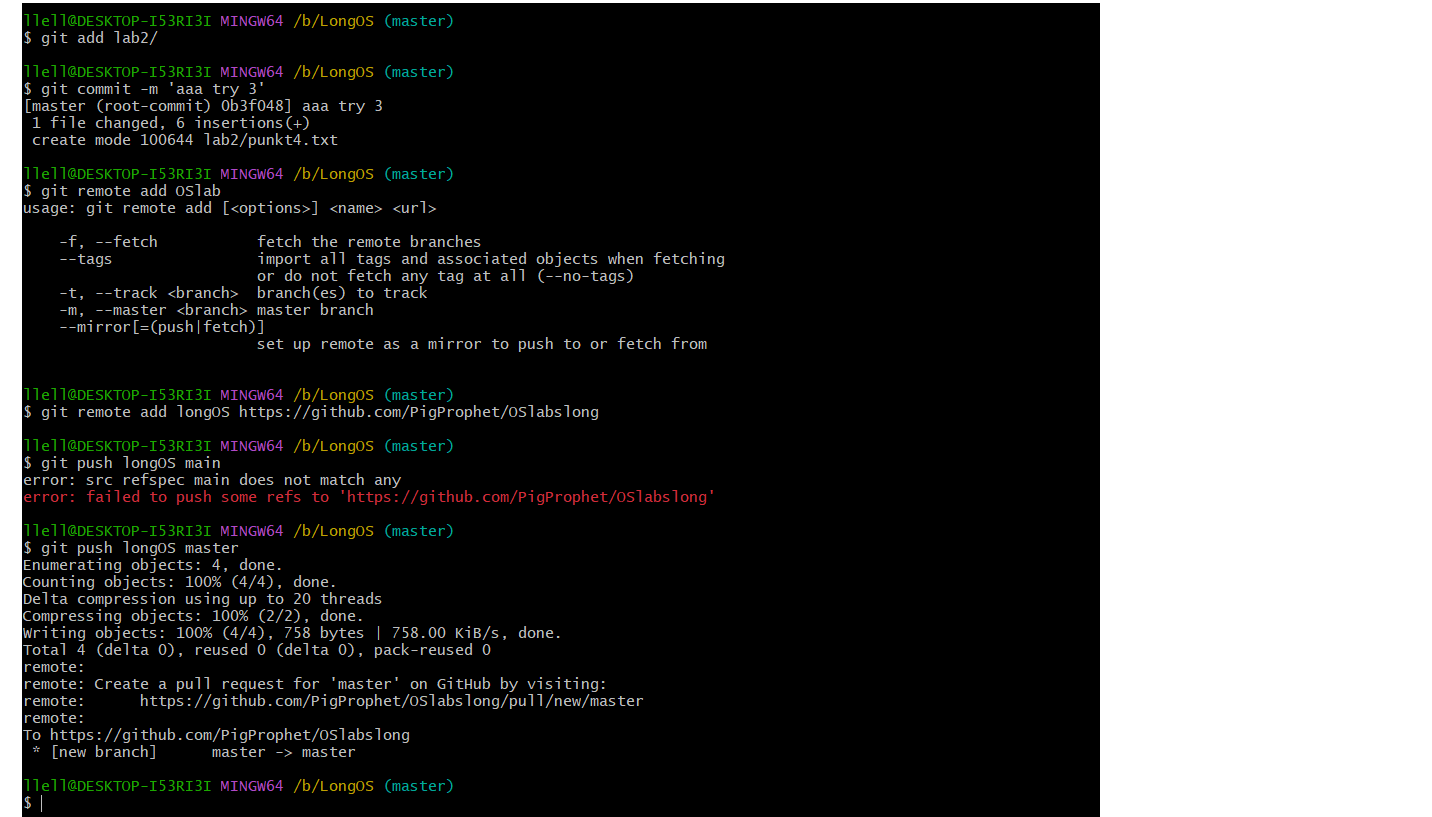 llell@DESKTOP-I53RI3I MINGW64 /b/LongOS (master)
$ git add lab2/
llell@DESKTOP-I53RI3I MINGW64 /b/LongOS (master)
$ git commit -m 'aaa try 3'
[master (root-commit) 0b3f048] aaa try 3
 1 file changed, 6 insertions(+)
 create mode 100644 lab2/punkt4.txt
llell@DESKTOP-I53RI3I MINGW64 /b/LongOS (master)
$ git remote add OSlab
usage: git remote add [<options>] <name> <url>
    -f, --fetch           fetch the remote branches
    --tags                import all tags and associated objects when fetching
                          or do not fetch any tag at all (--no-tags)
    -t, --track <branch>  branch(es) to track
    -m, --master <branch> master branch
    --mirror[=(push|fetch)]
                          set up remote as a mirror to push to or fetch from
llell@DESKTOP-I53RI3I MINGW64 /b/LongOS (master)
$ git remote add longOS https://github.com/PigProphet/OSlabslong
llell@DESKTOP-I53RI3I MINGW64 /b/LongOS (master)
$ git push longOS main
error: src refspec main does not match any
error: failed to push some refs to 'https://github.com/PigProphet/OSlabslong'
llell@DESKTOP-I53RI3I MINGW64 /b/LongOS (master)
$ git push longOS master
Enumerating objects: 4, done.
Counting objects: 100% (4/4), done.
Delta compression using up to 20 threads
Compressing objects: 100% (2/2), done.
Writing objects: 100% (4/4), 758 bytes | 758.00 KiB/s, done.
Total 4 (delta 0), reused 0 (delta 0), pack-reused 0
remote:
remote: Create a pull request for 'master' on GitHub by visiting:
remote:      https://github.com/PigProphet/OSlabslong/pull/new/master
remote:
To https://github.com/PigProphet/OSlabslong
 * [new branch]      master -> master
llell@DESKTOP-I53RI3I MINGW64 /b/LongOS (master)
$